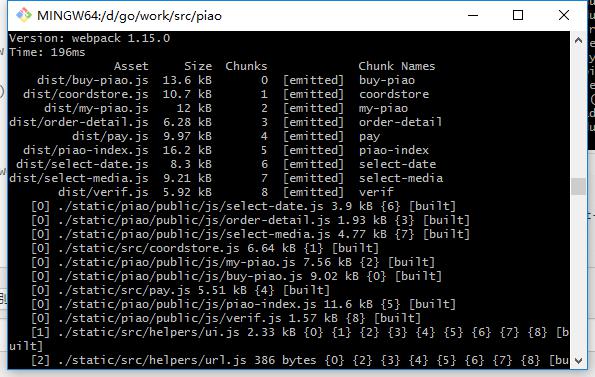 MINGW64:/d/go/work/src/piao
Version: webpack 1.15.0
Time: 196ms
Asset Size Chunks Chunk Names
dist/buy-piao.js 13.6 kB 0 [emitted] buy-piao
dist/coordstore.js 10.7 kB 1 [emitted] coordstore
dist/my-piao.js 12 kB 2 [emitted] my-piao
dist/order-detail.js 6.28 kB 3 [emitted] order-detail
dist/pay.js 9.97 kB 4 [emitted] pay
dist/piao-index.js 16.2 kB 5 [emitted] piao-index
dist/select-date.js 8.3 kB 6 [emitted] select-date
dist/select-media.js 9.21 kB 7 [emitted] select-media
dist/verif.js 5.92 kB 8 [emitted] verif
[0] ./static/piao/public/js/select-date.js 3.9 kB {6} [built]
[0] ./static/piao/public/js/order-detail.js 1.93 kB {3} [built]
[0] ./static/piao/public/js/select-media.js 4.77 kB {7} [built]
[0] ./static/src/coordstore.js 6.64 kB {1} [built]
[0] ./static/piao/public/js/my-piao.js 7.56 kB {2} [built]
[0] ./static/piao/public/js/buy-piao.js 9.02 kB {0} [built]
[0] ./static/src/pay.js 5.51 kB {4} [built]
[0] ./static/piao/public/js/piao-index.js 11.6 kB {5} [built]
[0] ./static/piao/public/js/verif.js 1.57 kB {8} [built]
[1] ./static/src/helpers/ui.js 2.33 kB {0} {1} {2} {3} {4} {5} {6} {7} {8} [b
uilt]
[2] ./static/src/helpers/url.js 386 bytes {0} {2} {3} {4} {5} {6} {7} {8} [bu